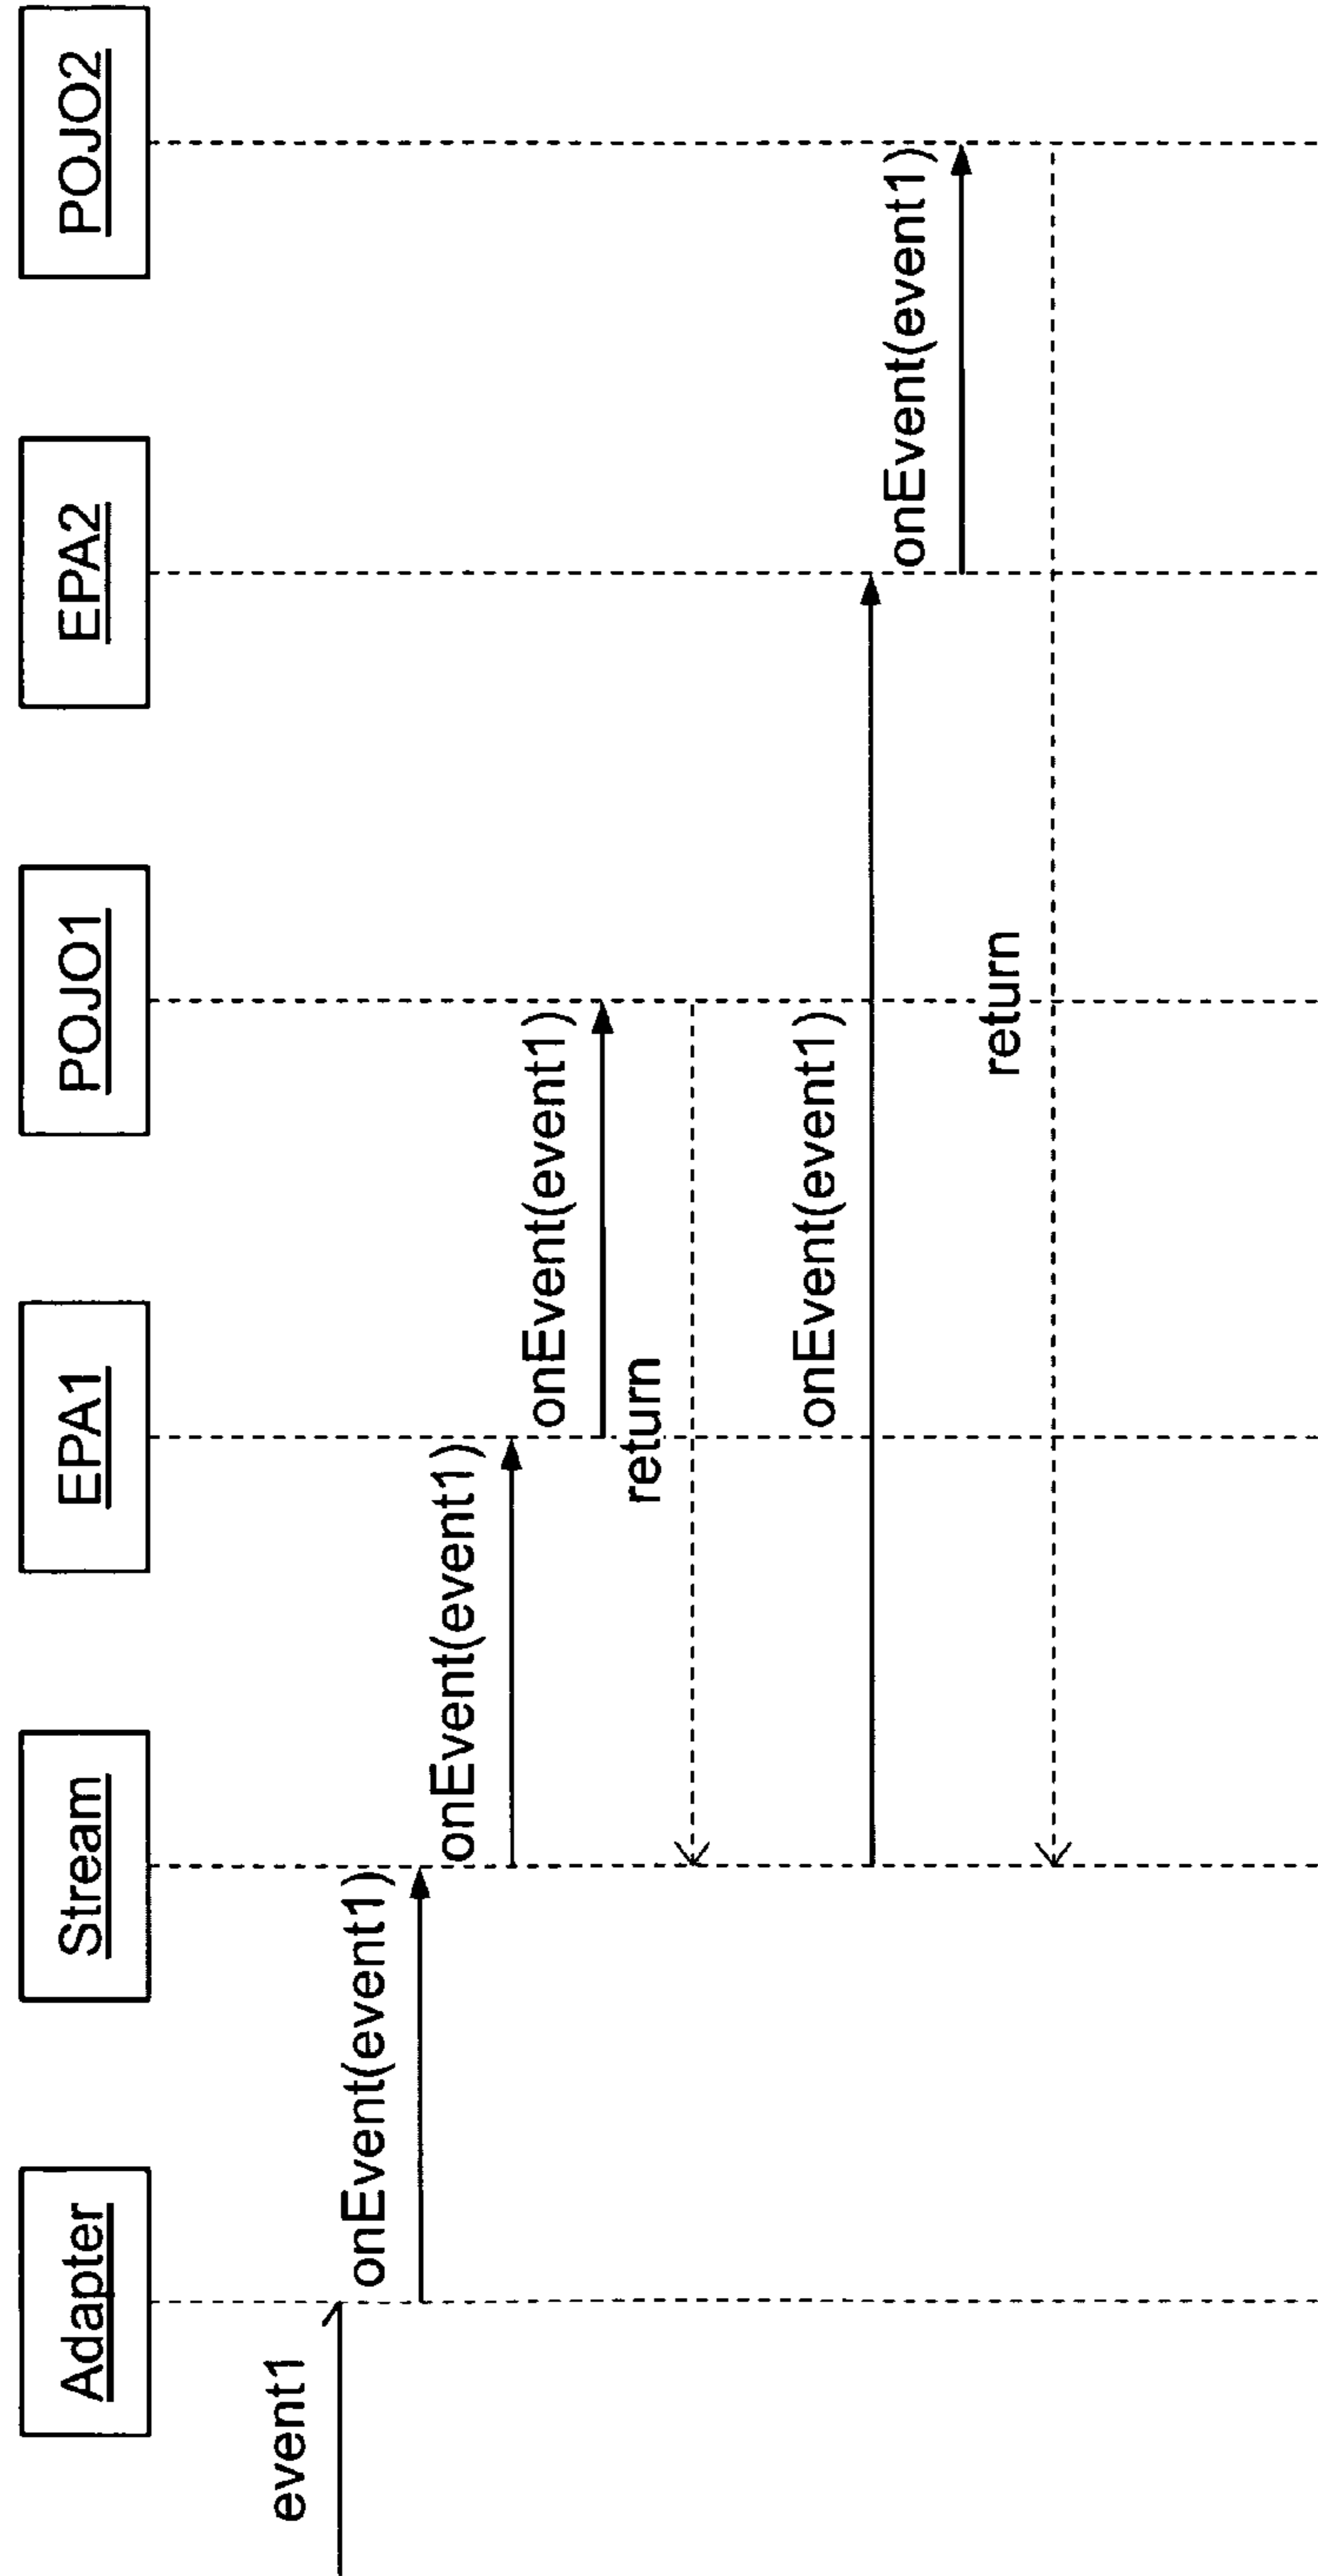 Adapter
Stream
EPA1
POJO1
EPA2
POJO2
event1
onEvent(event1)
onEvent(event1)
onEvent(event1)
return
onEvent(event1)
onEvent(event1)
return